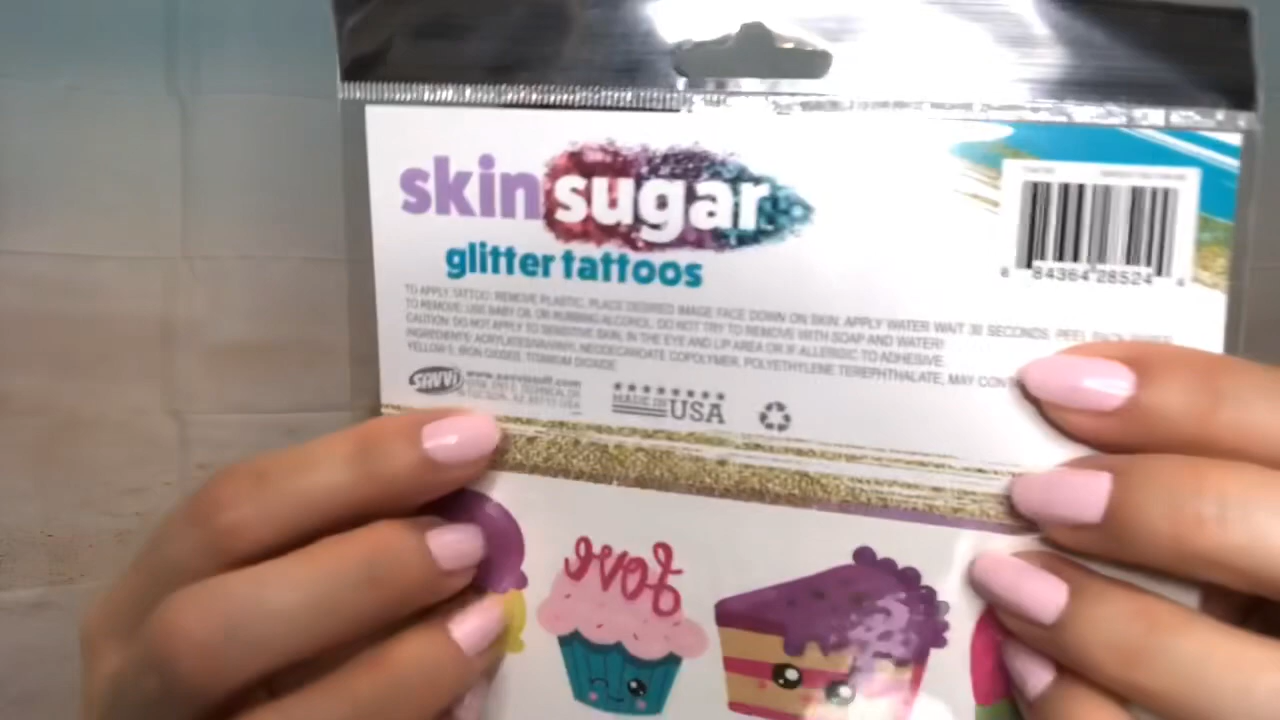 skin sugar
glitter tattoos
84364 28524
TO APPLY TATTOO: REMOVE PLASTIC. PLACE DESIRED IMAGE FACE DOWN ON SKIN. APPLY WATER! WAIT 30 SECONDS. PEEL BACK
TO REMOVE: USE BABY OIL OR RUBBING ALCOHOL. DO NOT TRY TO REMOVE WITH SOAP AND WATER!
CAUTION: DO NOT APPLY TO SENSITIVE SKIN, IN THE EYE AND LIP AREA OR IF ALLERGIC TO ADHESIVE.
INGREDIENTS: NEODECANOATE COPOLYMER, POLYETHYLENE TEREPHTHALATE, MAY
YELLOW 5, IRON OXIDES, TITANIUM DIOXIDE
SAVVi
MADE IN USA
love